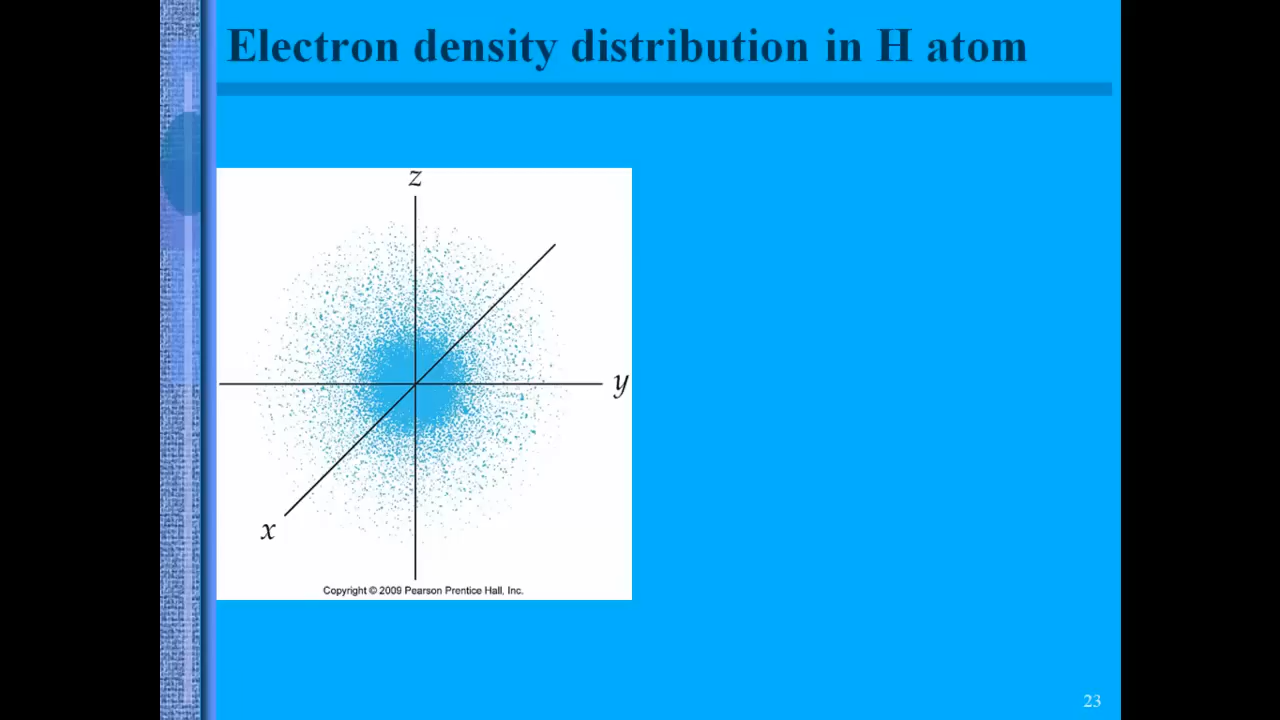 Electron density distribution in H atom
z
y
x
Copyright © 2009 Pearson Prentice Hall, Inc.
23